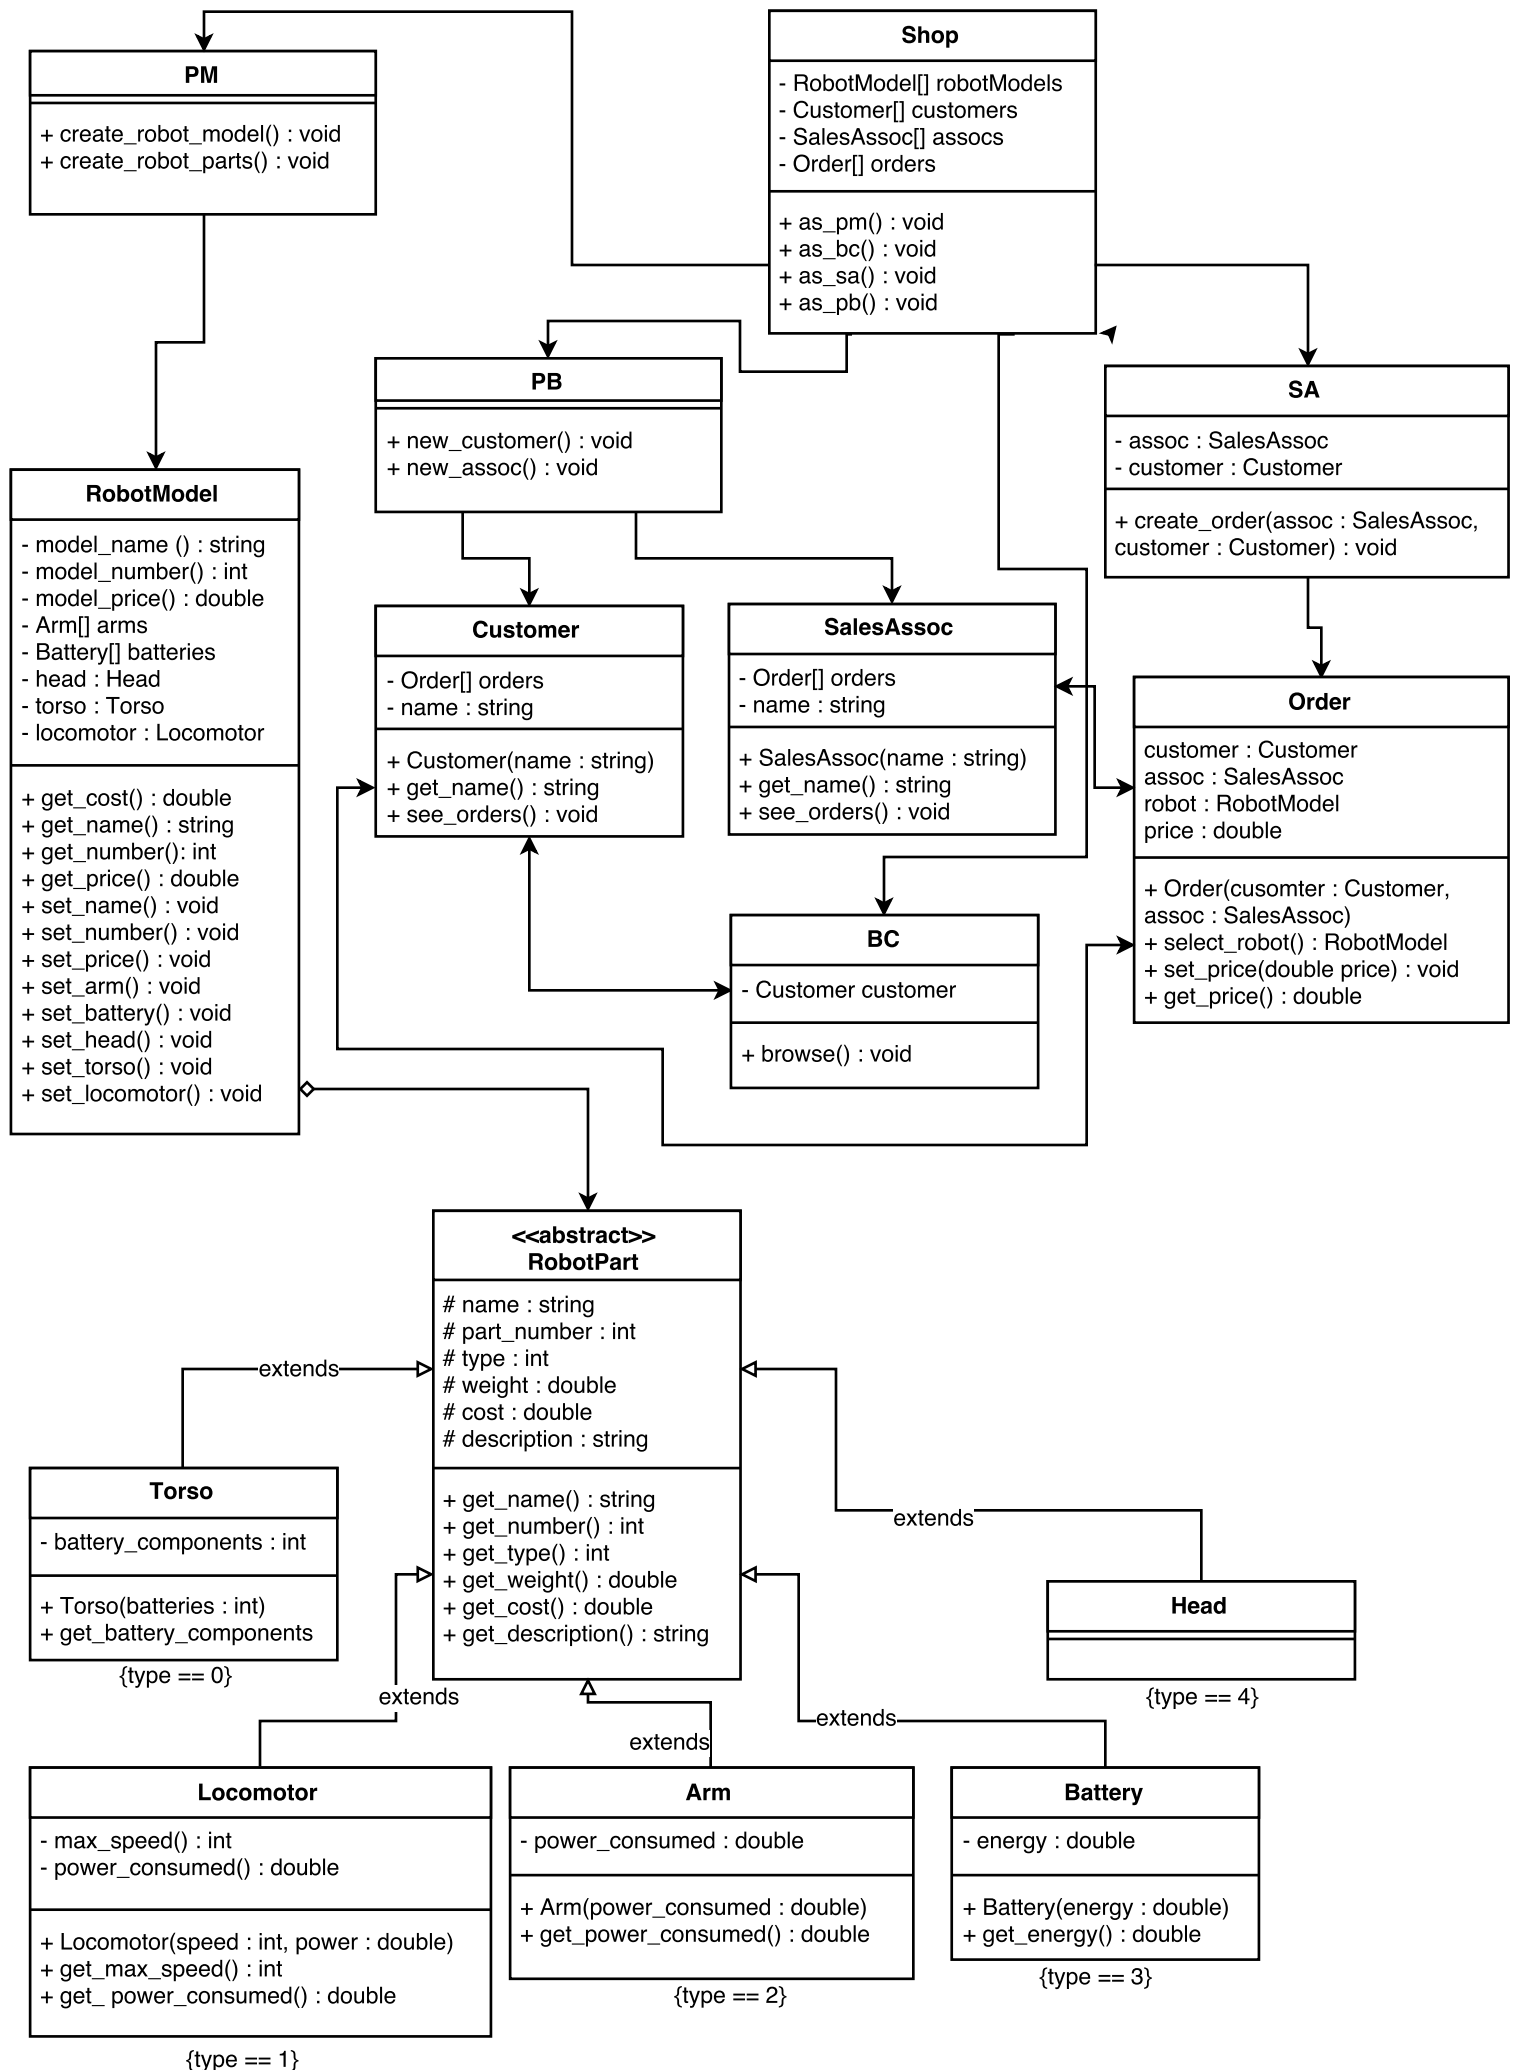 PM
+ create_robot_model() : void
+ create_robot_parts() : void
Shop
- RobotModel[] robotModels
- Customer[] customers
- SalesAssoc[] assocs
- Order[] orders
+ as_pm() : void
+ as_bc() : void
+ as_sa() : void
+ as_pb() : void
PB
+ new_customer() : void
+ new_assoc() : void
SA
- assoc : SalesAssoc
- customer : Customer
+ create_order(assoc : SalesAssoc,
customer : Customer) : void
RobotModel
- model_name () : string
- model_number() : int
- model_price() : double
- Arm[] arms
- Battery[] batteries
- head : Head
- torso : Torso
- locomotor : Locomotor
+ get_cost() : double
+ get_name() : string
+ get_number(): int
+ get_price() : double
+ set_name() : void
+ set_number() : void
+ set_price() : void
+ set_arm() : void
+ set_battery() : void
+ set_head() : void
+ set_torso() : void
+ set_locomotor() : void
Customer
- Order[] orders
- name : string
+ Customer(name : string)
+ get_name() : string
+ see_orders() : void
SalesAssoc
- Order[] orders
- name : string
+ SalesAssoc(name : string)
+ get_name() : string
+ see_orders() : void
Order
customer : Customer
assoc : SalesAssoc
robot : RobotModel
price : double
+ Order(cusomter : Customer,
assoc : SalesAssoc)
+ select_robot() : RobotModel
+ set_price(double price) : void
+ get_price() : double
BC
- Customer customer
+ browse() : void
<<abstract>>
RobotPart
# name : string
# part_number : int
# type : int
# weight : double
# cost : double
# description : string
+ get_name() : string
+ get_number() : int
+ get_type() : int
+ get_weight() : double
+ get_cost() : double
+ get_description() : string
extends
Torso
- battery_components : int
+ Torso(batteries : int)
+ get_battery_components
{type == 0}
extends
Head
{type == 4}
extends
Locomotor
- max_speed() : int
- power_consumed() : double
+ Locomotor(speed : int, power : double)
+ get_max_speed() : int
+ get_ power_consumed() : double
{type == 1}
extends
Arm
- power_consumed : double
+ Arm(power_consumed : double)
+ get_power_consumed() : double
{type == 2}
extends
Battery
- energy : double
+ Battery(energy : double)
+ get_energy() : double
{type == 3}